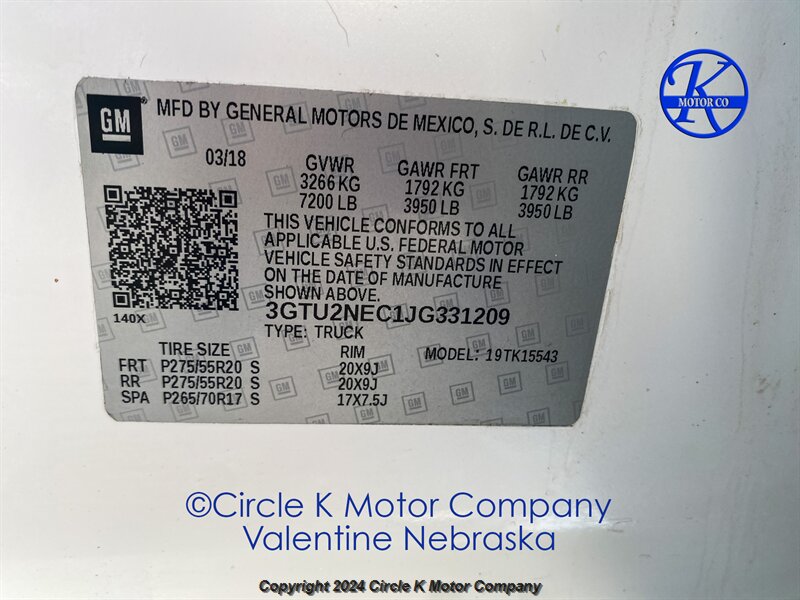 K
MOTOR CO
GM
MFD BY GENERAL MOTORS DE MEXICO, S. DE R.L. DE C.V.
03/18 GVWR GAWR FRT GAWR RR
3266 KG 1792 KG 1792 KG
7200 LB 3950 LB 3950 LB
THIS VEHICLE CONFORMS TO ALL
APPLICABLE U.S. FEDERAL MOTOR
VEHICLE SAFETY STANDARDS IN EFFECT
ON THE DATE OF MANUFACTURE
SHOWN ABOVE.
140X 3GTU2NEC1JG331209
TYPE: TRUCK MODEL: 19TK15543
TIRE SIZE RIM
FRT P275/55R20 S 20X9J
RR P275/55R20 S 20X9J
SPA P265/70R17 S 17X7.5J
©Circle K Motor Company
Valentine Nebraska
Copyright 2024 Circle K Motor Company